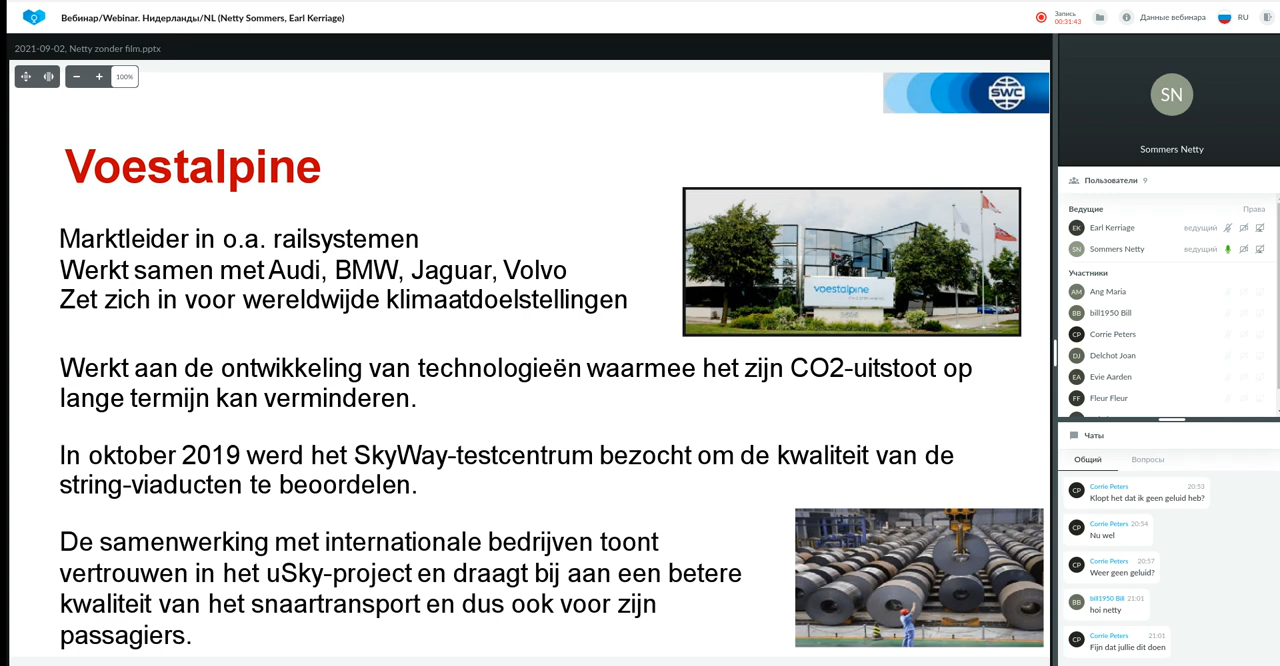 Вебинар/Webinar. Нидерланды/NL (Netty Sommers, Earl Kerriage)
Запись
00:31:43
Данные вебинара
RU
2021-09-02, Netty zonder film.pptx
100%
SWC
Voestalpine
Marktleider in o.a. railsystemen
Werkt samen met Audi, BMW, Jaguar, Volvo
Zet zich in voor wereldwijde klimaatdoelstellingen
voestalpine
Werkt aan de ontwikkeling van technologieën waarmee het zijn CO2-uitstoot op
lange termijn kan verminderen.
In oktober 2019 werd het SkyWay-testcentrum bezocht om de kwaliteit van de
string-viaducten te beoordelen.
De samenwerking met internationale bedrijven toont
vertrouwen in het uSky-project en draagt bij aan een betere
kwaliteit van het snaartransport en dus ook voor zijn
passagiers.
SN
Sommers Netty
Пользователи 9
Ведущие Права
EK Earl Kerriage ведущий
SN Sommers Netty ведущий
Участники
AM Ang Maria
BB bill1950 Bill
CP Corrie Peters
DJ Delchot Joan
EA Evie Aarden
FF Fleur Fleur
Чаты
Общий Вопросы
CP Corrie Peters 20:53
Klopt het dat ik geen geluid heb?
CP Corrie Peters 20:54
Nu wel
CP Corrie Peters 20:57
Weer geen geluid?
BB bill1950 Bill 21:01
hoi netty
CP Corrie Peters 21:01
Fijn dat jullie dit doen